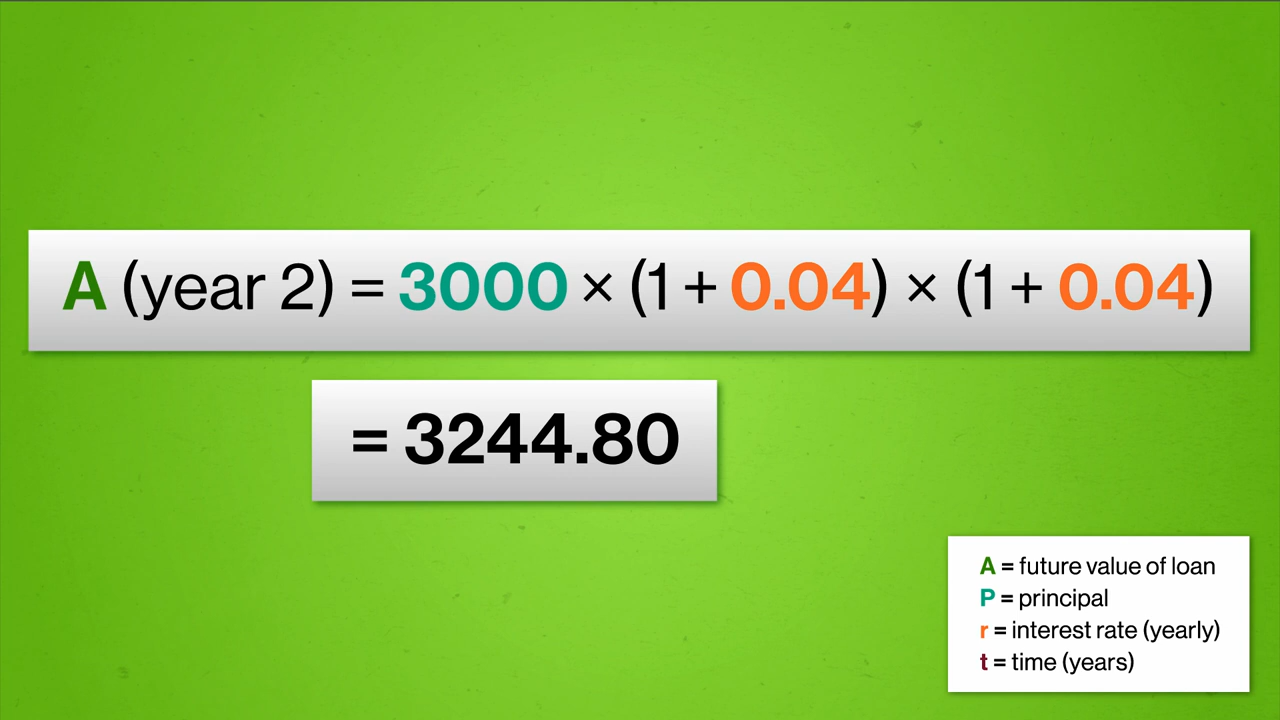 A (year 2) = 3000 × (1 + 0.04) × (1 + 0.04)
= 3244.80
A = future value of loan
P = principal
r = interest rate (yearly)
t = time (years)